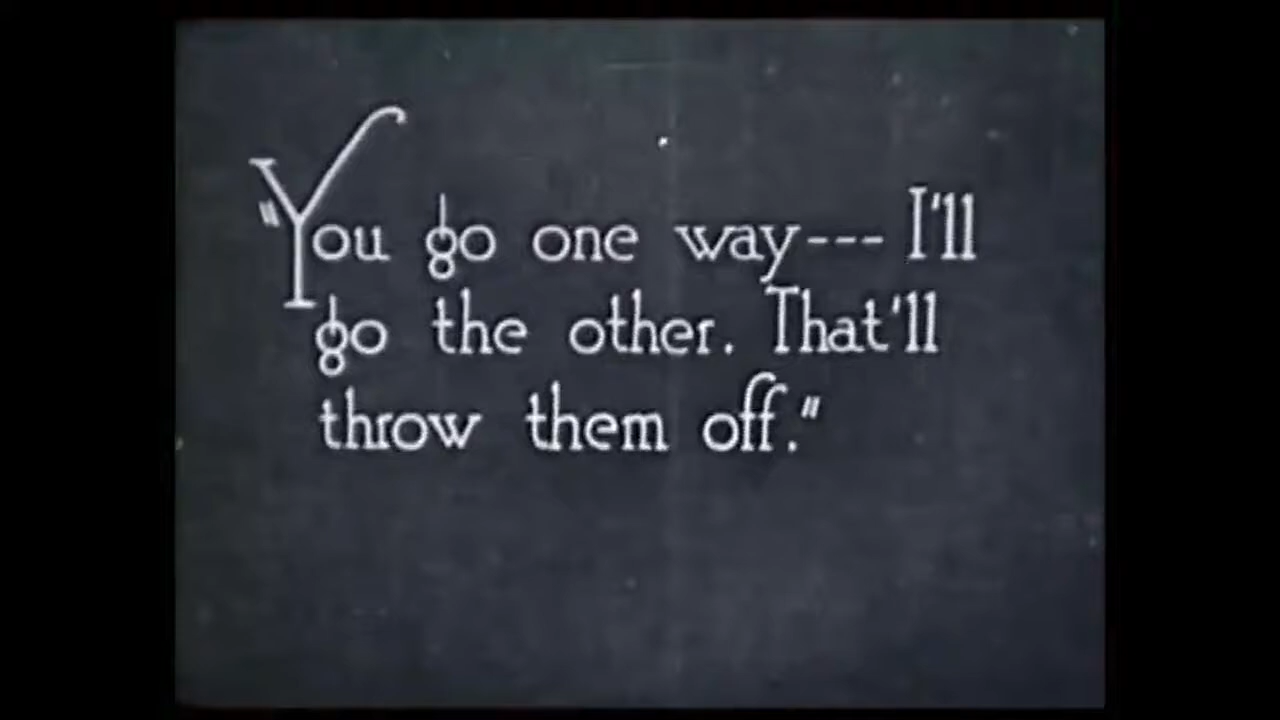 "You go one way--- I'll
go the other. That'll
throw them off."